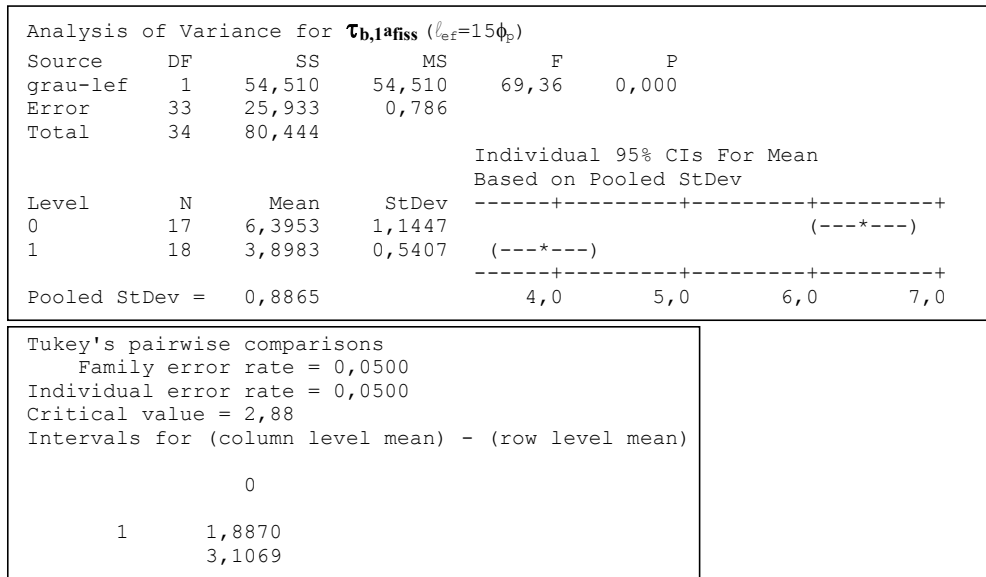 Analysis of Variance for τb,1ªfiss (ℓef=15ϕp)
Source DF SS MS F P
grau-lef 1 54,510 54,510 69,36 0,000
Error 33 25,933 0,786
Total 34 80,444
Individual 95% CIs For Mean
Based on Pooled StDev
Level N Mean StDev ------+---------+---------+---------+
0 17 6,3953 1,1447 (---*---)
1 18 3,8983 0,5407 (---*---)
------+---------+---------+---------+
Pooled StDev = 0,8865 4,0 5,0 6,0 7,0
Tukey's pairwise comparisons
Family error rate = 0,0500
Individual error rate = 0,0500
Critical value = 2,88
Intervals for (column level mean) - (row level mean)
0
1 1,8870
3,1069